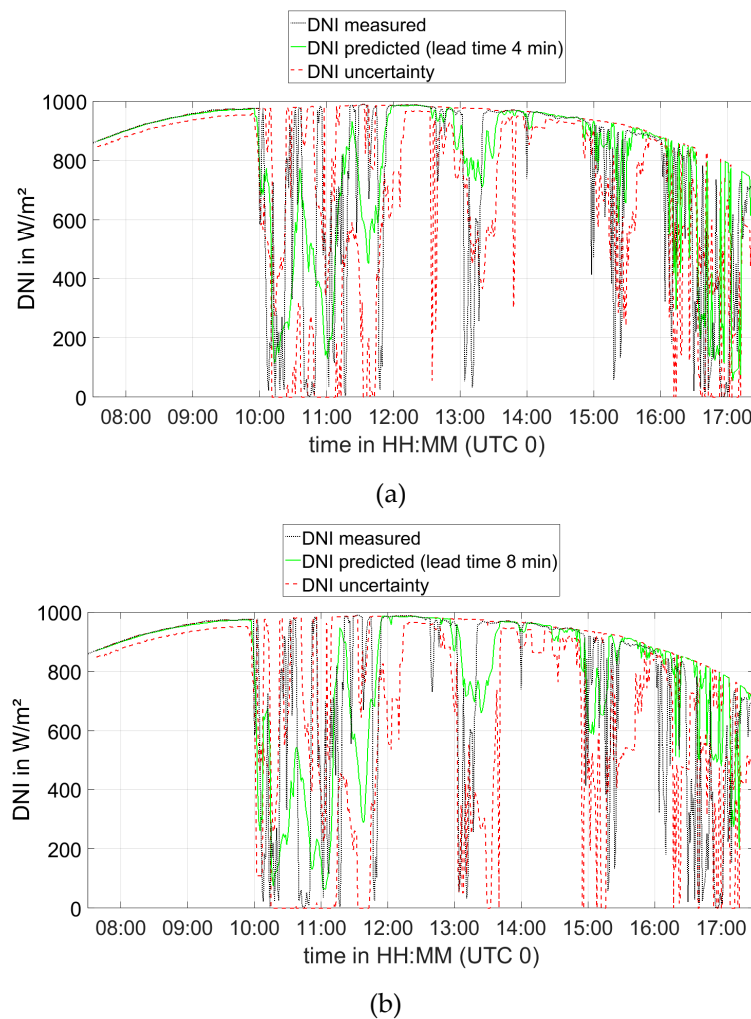 DNI measured
DNI predicted (lead time 4 min)
DNI uncertainty
1000
800
600
400
200
0
DNI in W/m²
08:00 09:00 10:00 11:00 12:00 13:00 14:00 15:00 16:00 17:00
time in HH:MM (UTC 0)
(a)
DNI measured
DNI predicted (lead time 8 min)
DNI uncertainty
1000
800
600
400
200
0
DNI in W/m²
08:00 09:00 10:00 11:00 12:00 13:00 14:00 15:00 16:00 17:00
time in HH:MM (UTC 0)
(b)